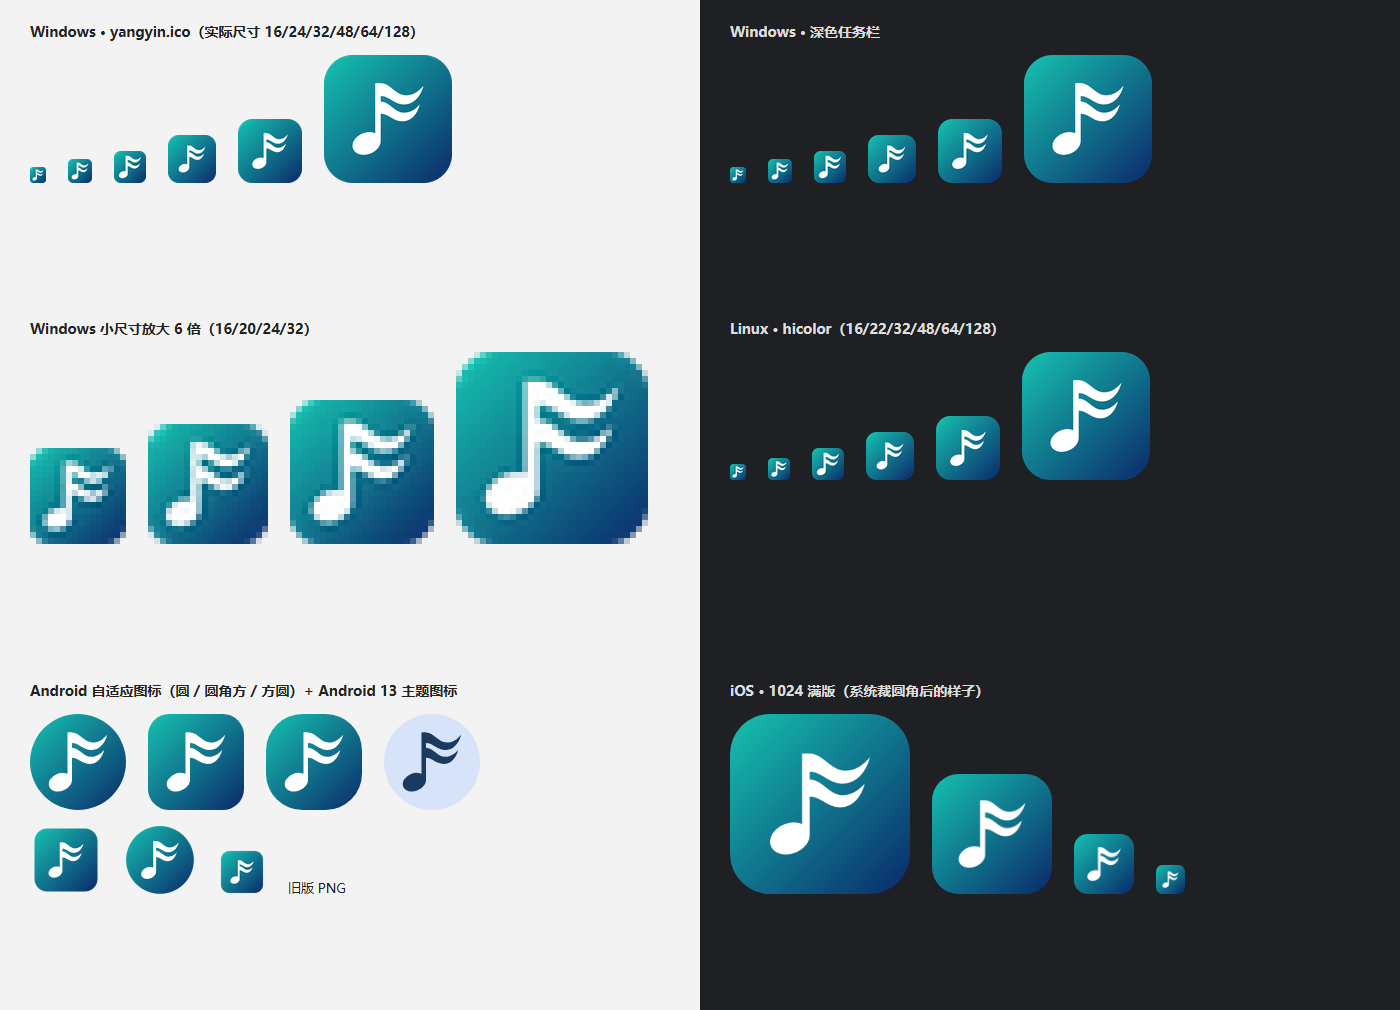 Windows • yangyin.ico（实际尺寸 16/24/32/48/64/128）
Windows • 深色任务栏
Windows 小尺寸放大 6 倍（16/20/24/32）
Linux • hicolor（16/22/32/48/64/128）
Android 自适应图标（圆 / 圆角方 / 方圆）+ Android 13 主题图标
旧版 PNG
iOS • 1024 满版（系统裁圆角后的样子）